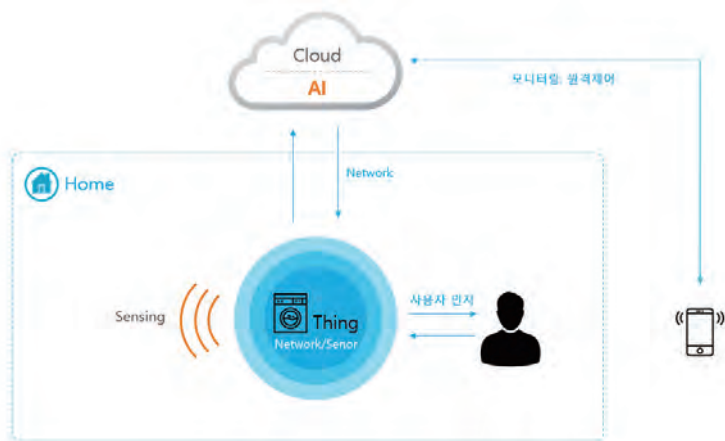 Cloud
AI
모니터링, 원격제어
Home
Network
Sensing
Thing
Network/Senor
사용자 인지